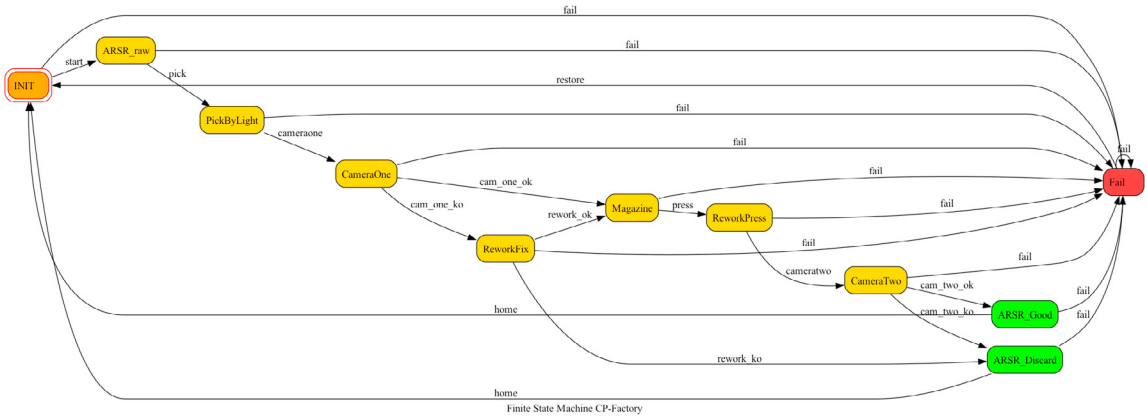 fail
ARSR_raw
fail
start
pick
restore
INIT
PickByLight
fail
cameraone
fail
fail
CameraOne
cam_one_ok
fail
Fail
cam_one_ko
rework_ok
Magazine
press
ReworkPress
fail
ReworkFix
fail
fail
cameratwo
CameraTwo
cam_two_ok
fail
home
cam_two_ko
ARSR_Good
fail
rework_ko
ARSR_Discard
home
Finite State Machine CP-Factory